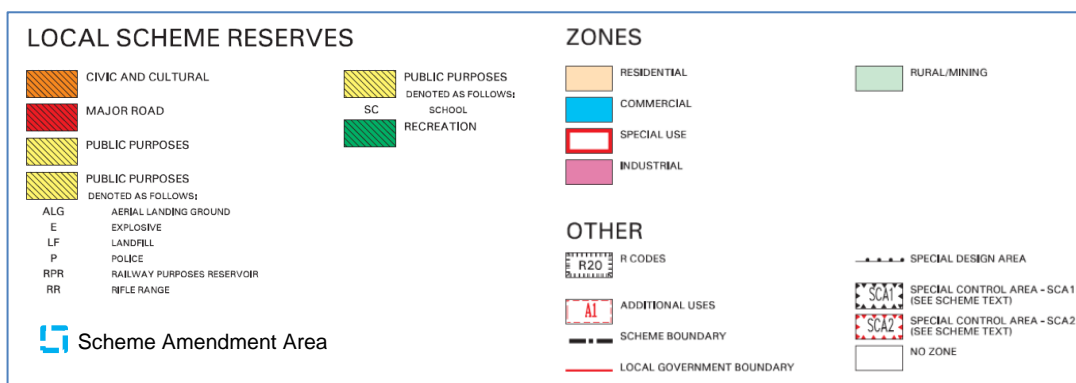 LOCAL SCHEME RESERVES
CIVIC AND CULTURAL
MAJOR ROAD
PUBLIC PURPOSES
PUBLIC PURPOSES
DENOTED AS FOLLOWS:
ALG AERIAL LANDING GROUND
E EXPLOSIVE
LF LANDFILL
P POLICE
RPR RAILWAY PURPOSES RESERVOIR
RR RIFLE RANGE
PUBLIC PURPOSES
DENOTED AS FOLLOWS:
SC SCHOOL
RECREATION
Scheme Amendment Area
ZONES
RESIDENTIAL
COMMERCIAL
SPECIAL USE
INDUSTRIAL
RURAL/MINING
OTHER
R20 R CODES
A1 ADDITIONAL USES
SCHEME BOUNDARY
LOCAL GOVERNMENT BOUNDARY
SPECIAL DESIGN AREA
SCA1 SPECIAL CONTROL AREA - SCA1
(SEE SCHEME TEXT)
SCA2 SPECIAL CONTROL AREA - SCA2
(SEE SCHEME TEXT)
NO ZONE